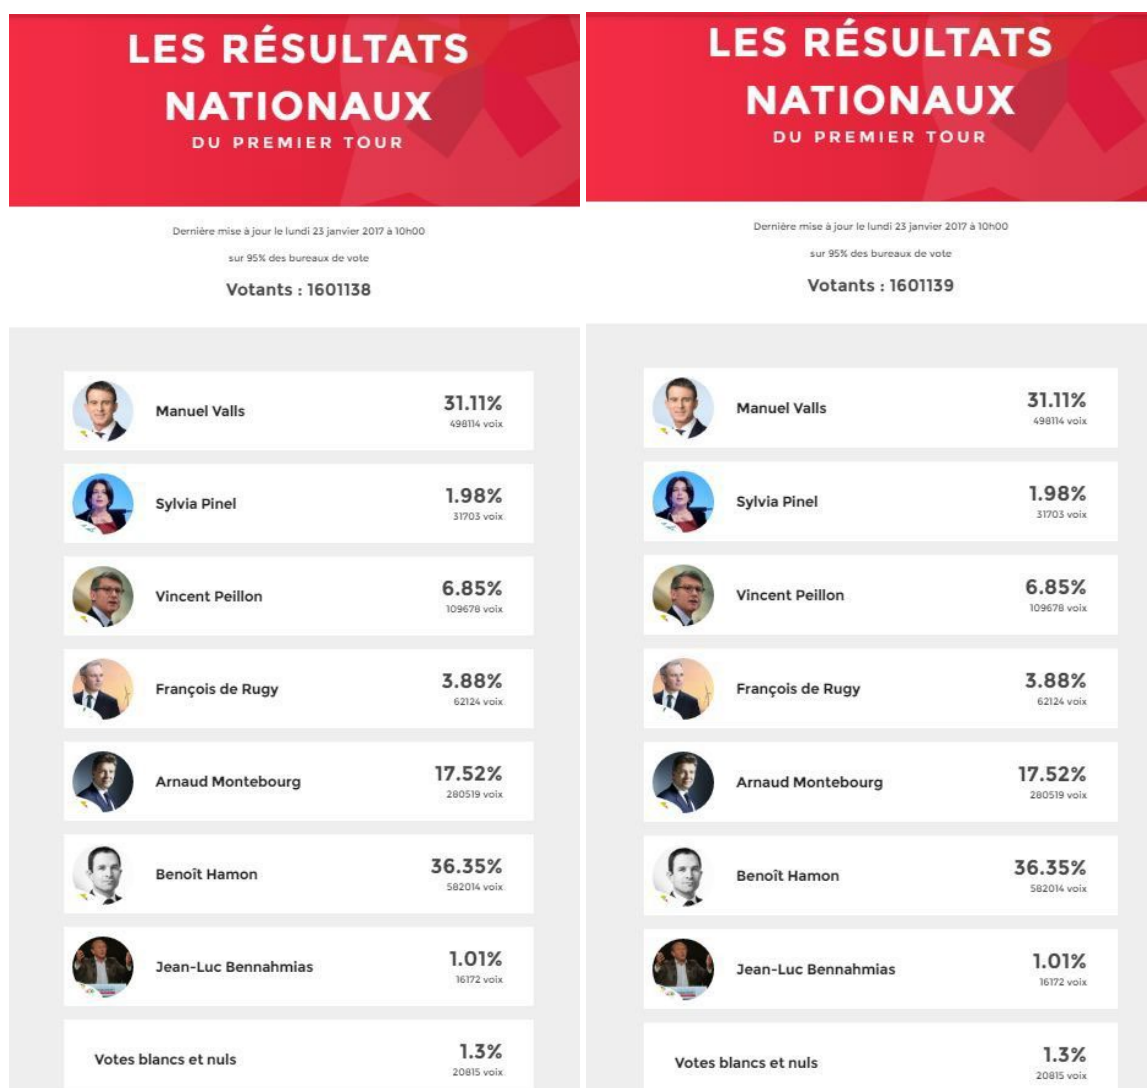 LES RÉSULTATS
NATIONAUX
DU PREMIER TOUR
Dernière mise à jour le lundi 23 janvier 2017 à 10h00
sur 95% des bureaux de vote
Votants : 1601138
Manuel Valls
31.11%
498114 voix
Sylvia Pinel
1.98%
31703 voix
Vincent Peillon
6.85%
109678 voix
François de Rugy
3.88%
62124 voix
Arnaud Montebourg
17.52%
280519 voix
Benoît Hamon
36.35%
582014 voix
Jean-Luc Bennahmias
1.01%
16172 voix
Votes blancs et nuls
1.3%
20815 voix
LES RÉSULTATS
NATIONAUX
DU PREMIER TOUR
Dernière mise à jour le lundi 23 janvier 2017 à 10h00
sur 95% des bureaux de vote
Votants : 1601139
Manuel Valls
31.11%
498114 voix
Sylvia Pinel
1.98%
31703 voix
Vincent Peillon
6.85%
109678 voix
François de Rugy
3.88%
62124 voix
Arnaud Montebourg
17.52%
280519 voix
Benoît Hamon
36.35%
582014 voix
Jean-Luc Bennahmias
1.01%
16172 voix
Votes blancs et nuls
1.3%
20815 voix